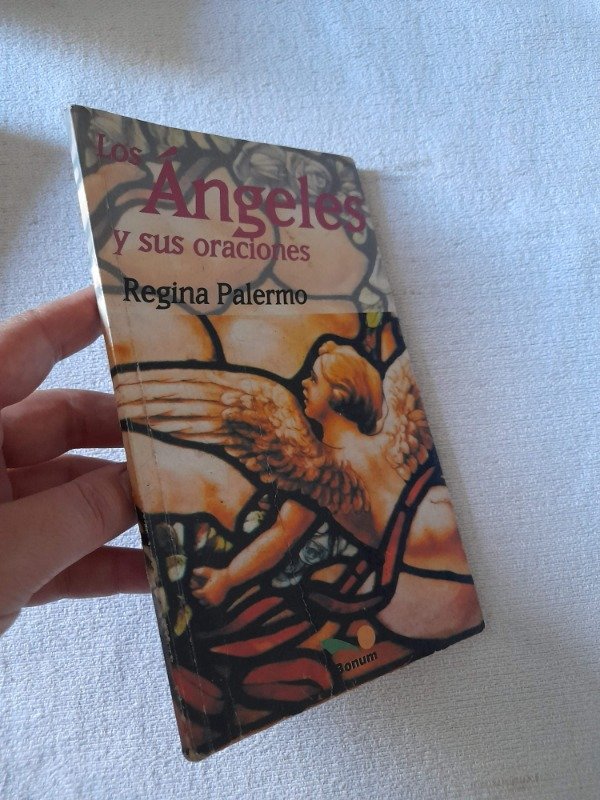 Los
Ángeles
y sus oraciones
Regina Palermo
Bonum